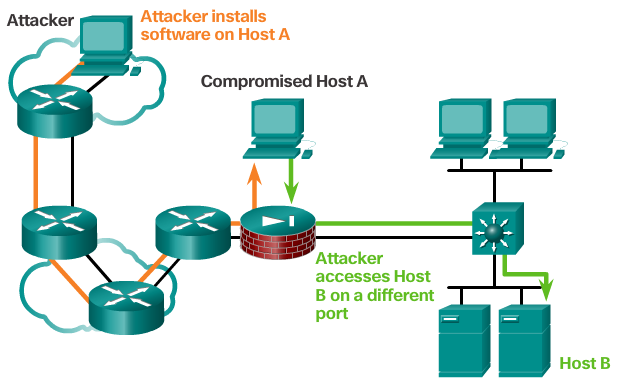 Attacker
Attacker installs
software on Host A
Compromised Host A
Attacker
accesses Host
B on a different
port
Host B